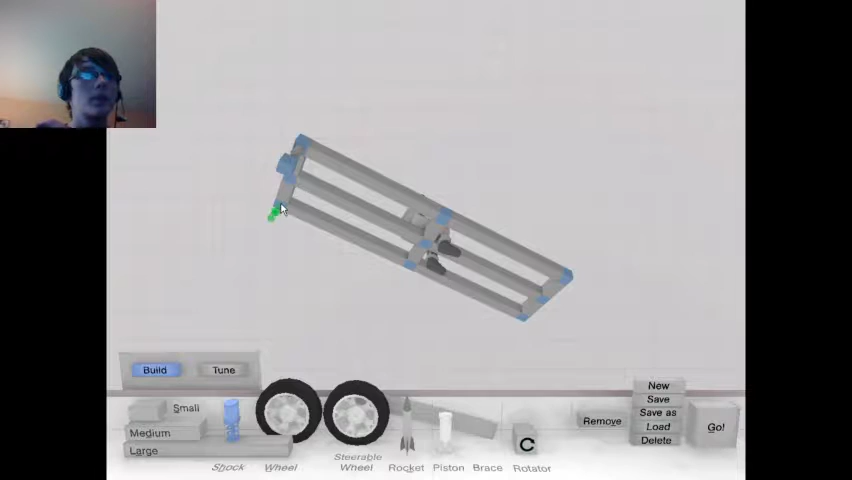 Build
Tune
Small
Medium
Large
Shock
Wheel
Steerable
Wheel
Rocket
Piston
Brace
C
Rotator
Remove
New
Save
Save as
Load
Delete
Go!